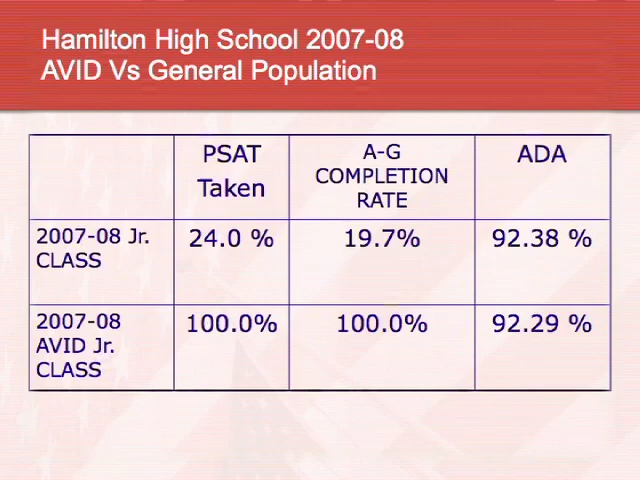 Hamilton High School 2007-08
AVID Vs General Population
PSAT
Taken
A-G
COMPLETION
RATE
ADA
2007-08 Jr.
CLASS
24.0 %
19.7%
92.38 %
2007-08
AVID Jr.
CLASS
100.0%
100.0%
92.29 %